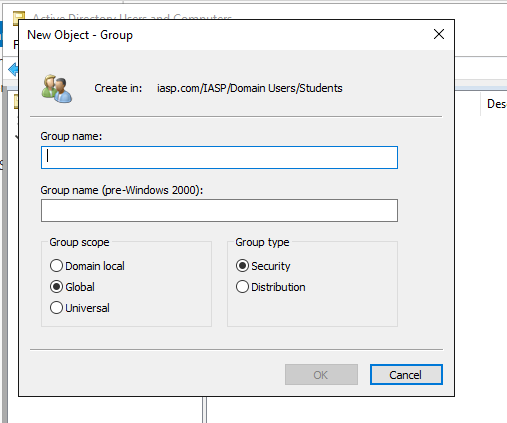 Active Directory Users and Computers
New Object - Group
Create in: iasp.com/IASP/Domain Users/Students
Des
Group name:
Group name (pre-Windows 2000):
Group scope
Group type
Domain local
Security
Global
Distribution
Universal
OK
Cancel